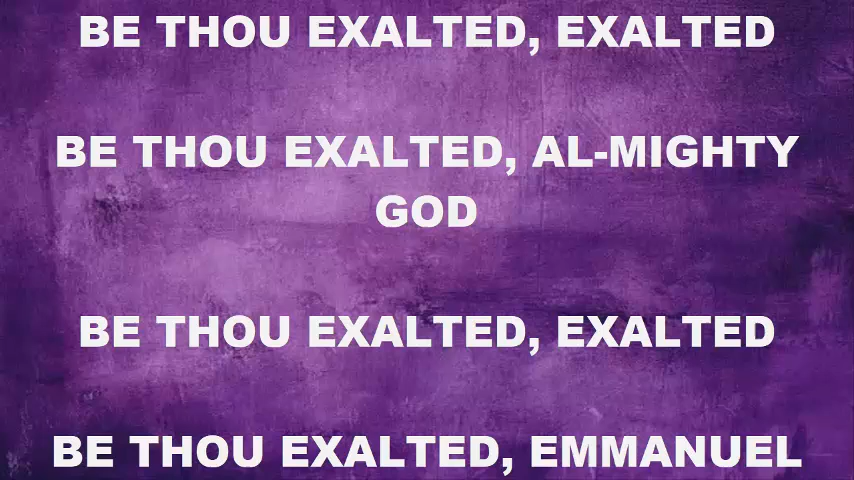 BE THOU EXALTED, EXALTED
BE THOU EXALTED, AL-MIGHTY
GOD
BE THOU EXALTED, EXALTED
BE THOU EXALTED, EMMANUEL